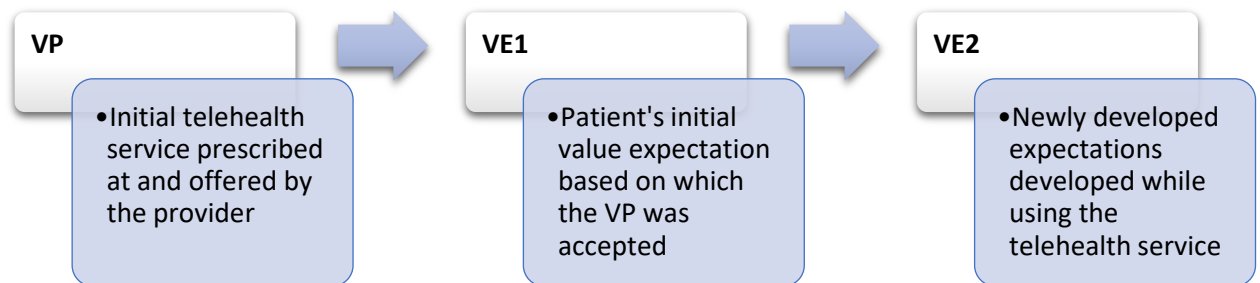 VP
•Initial telehealth
service prescribed
at and offered by
the provider
VE1
•Patient's initial
value expectation
based on which
the VP was
accepted
VE2
•Newly developed
expectations
developed while
using the
telehealth service